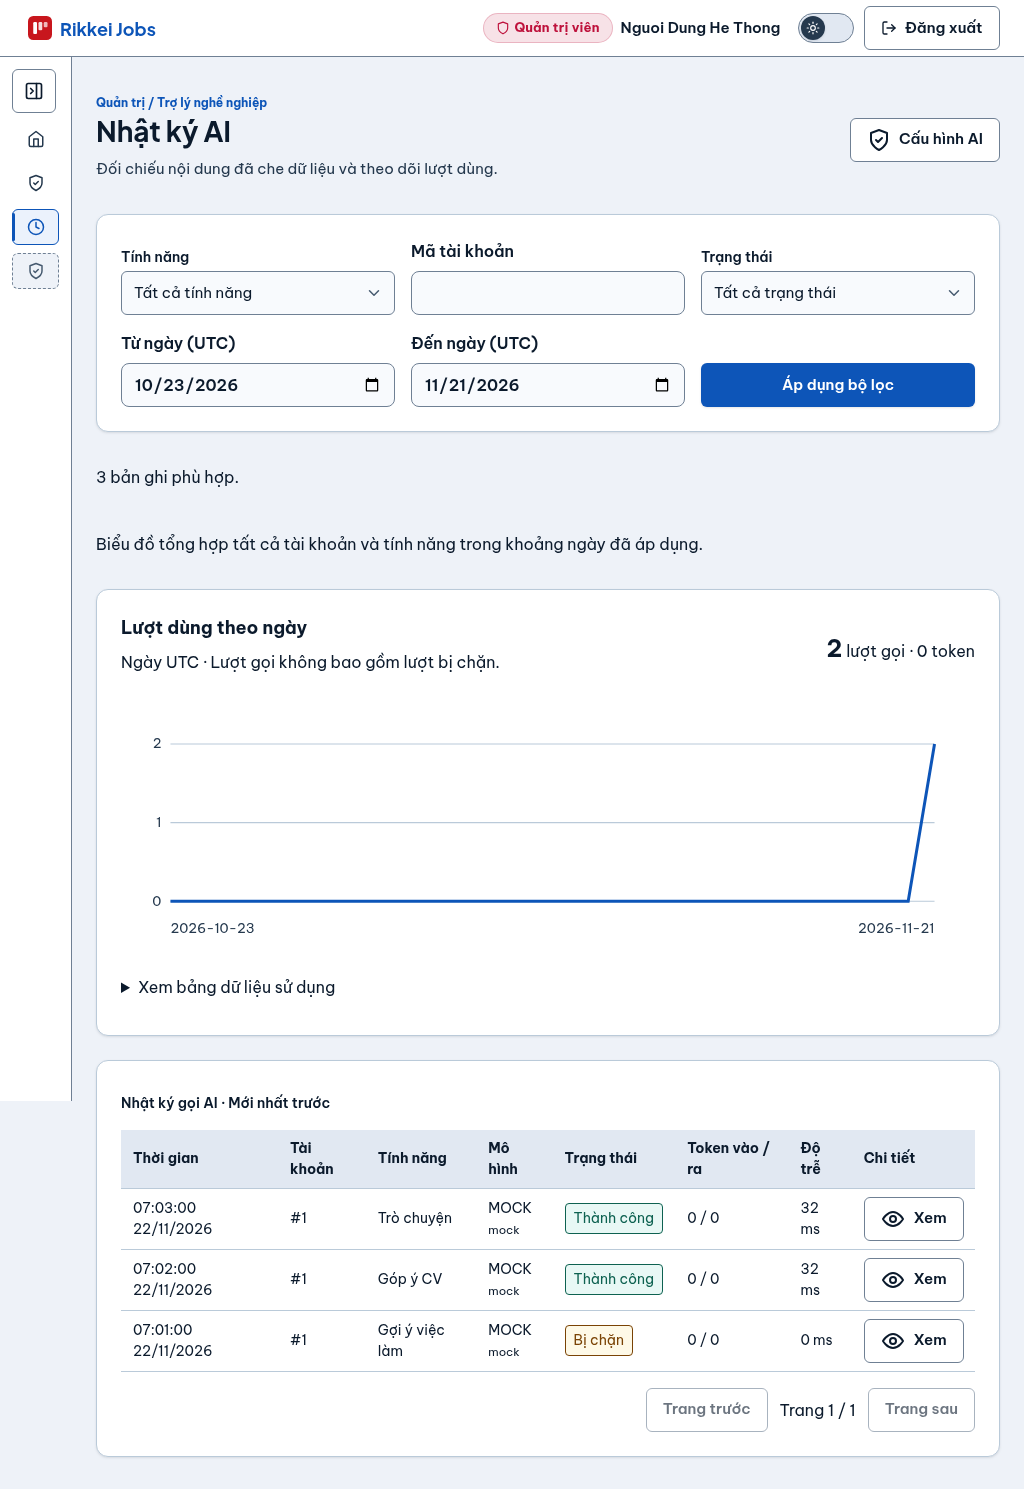 Rikkei Jobs
Quản trị viên
Nguoi Dung He Thong
Đăng xuất
Quản trị / Trợ lý nghề nghiệp
Nhật ký AI
Đối chiếu nội dung đã che dữ liệu và theo dõi lượt dùng.
Cấu hình AI
Tính năng
Mã tài khoản
Trạng thái
Tất cả tính năng
Tất cả trạng thái
Từ ngày (UTC)
Đến ngày (UTC)
10/23/2026
11/21/2026
Áp dụng bộ lọc
3 bản ghi phù hợp.
Biểu đồ tổng hợp tất cả tài khoản và tính năng trong khoảng ngày đã áp dụng.
Lượt dùng theo ngày
Ngày UTC · Lượt gọi không bao gồm lượt bị chặn.
2 lượt gọi · 0 token
2
1
0
2026-10-23
2026-11-21
Xem bảng dữ liệu sử dụng
Nhật ký gọi AI · Mới nhất trước
Thời gian
Tài
khoản
Tính năng
Mô
hình
Trạng thái
Token vào /
ra
Độ
trễ
Chi tiết
07:03:00
22/11/2026
#1
Trò chuyện
MOCK
mock
Thành công
0 / 0
32
ms
Xem
07:02:00
22/11/2026
#1
Góp ý CV
MOCK
mock
Thành công
0 / 0
32
ms
Xem
07:01:00
22/11/2026
#1
Gợi ý việc
làm
MOCK
mock
Bị chặn
0 / 0
0 ms
Xem
Trang trước
Trang 1 / 1
Trang sau